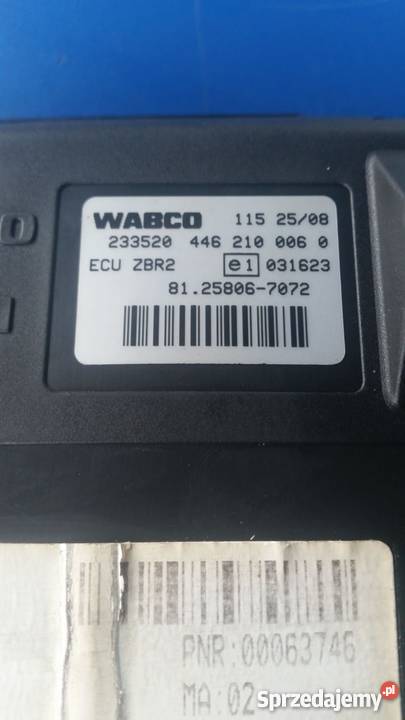 WABCO 115 25/08
233520 446 210 006 0
ECU ZBR2 e1 031623
81.25806-7072
PNR:00063746
MA:02
Sprzedajemy.pl